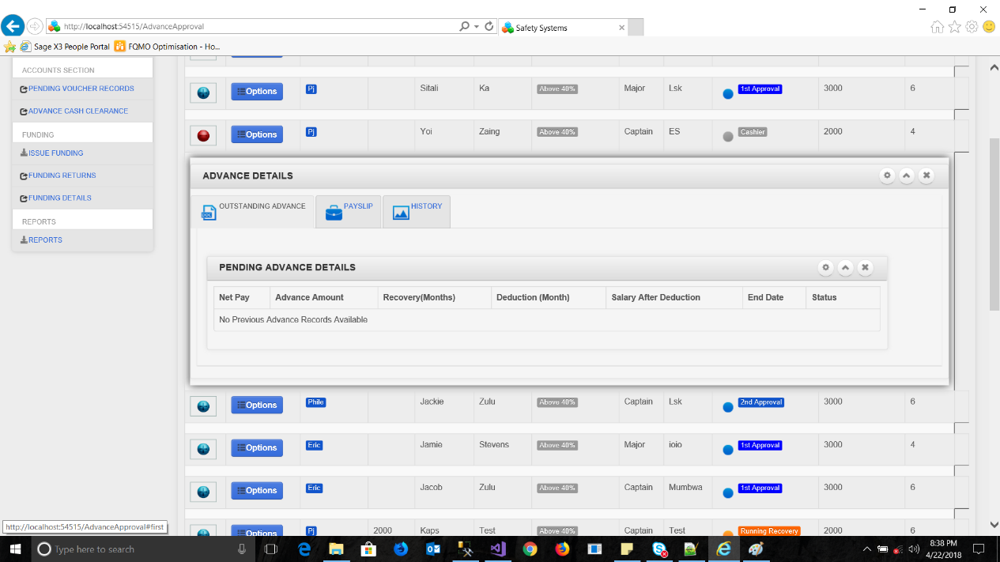 http://localhost:54515/AdvanceApproval
Safety Systems
Sage X3 People Portal
FQMO Optimisation - Ho...
ACCOUNTS SECTION
PENDING VOUCHER RECORDS
ADVANCE CASH CLEARANCE
FUNDING
ISSUE FUNDING
FUNDING RETURNS
FUNDING DETAILS
REPORTS
REPORTS
Options Pj Sitali Ka Above 40% Major Lsk 1st Approval 3000 6
Options Pj Yoi Zaing Above 40% Captain ES Cashier 2000 4
ADVANCE DETAILS
OUTSTANDING ADVANCE PAYSLIP HISTORY
PENDING ADVANCE DETAILS
Net Pay Advance Amount Recovery(Months) Deduction (Month) Salary After Deduction End Date Status
No Previous Advance Records Available
Options Phile Jackie Zulu Above 40% Captain Lsk 2nd Approval 3000 6
Options Eric Jamie Stevens Above 40% Major ioio 1st Approval 3000 4
Options Eric Jacob Zulu Above 40% Captain Mumbwa 1st Approval 3000 6
Options Pj 2000 Kaps Test Above 40% Captain Test Running Recovery 2000 6
http://localhost:54515/AdvanceApproval#first
Type here to search
8:38 PM
4/22/2018